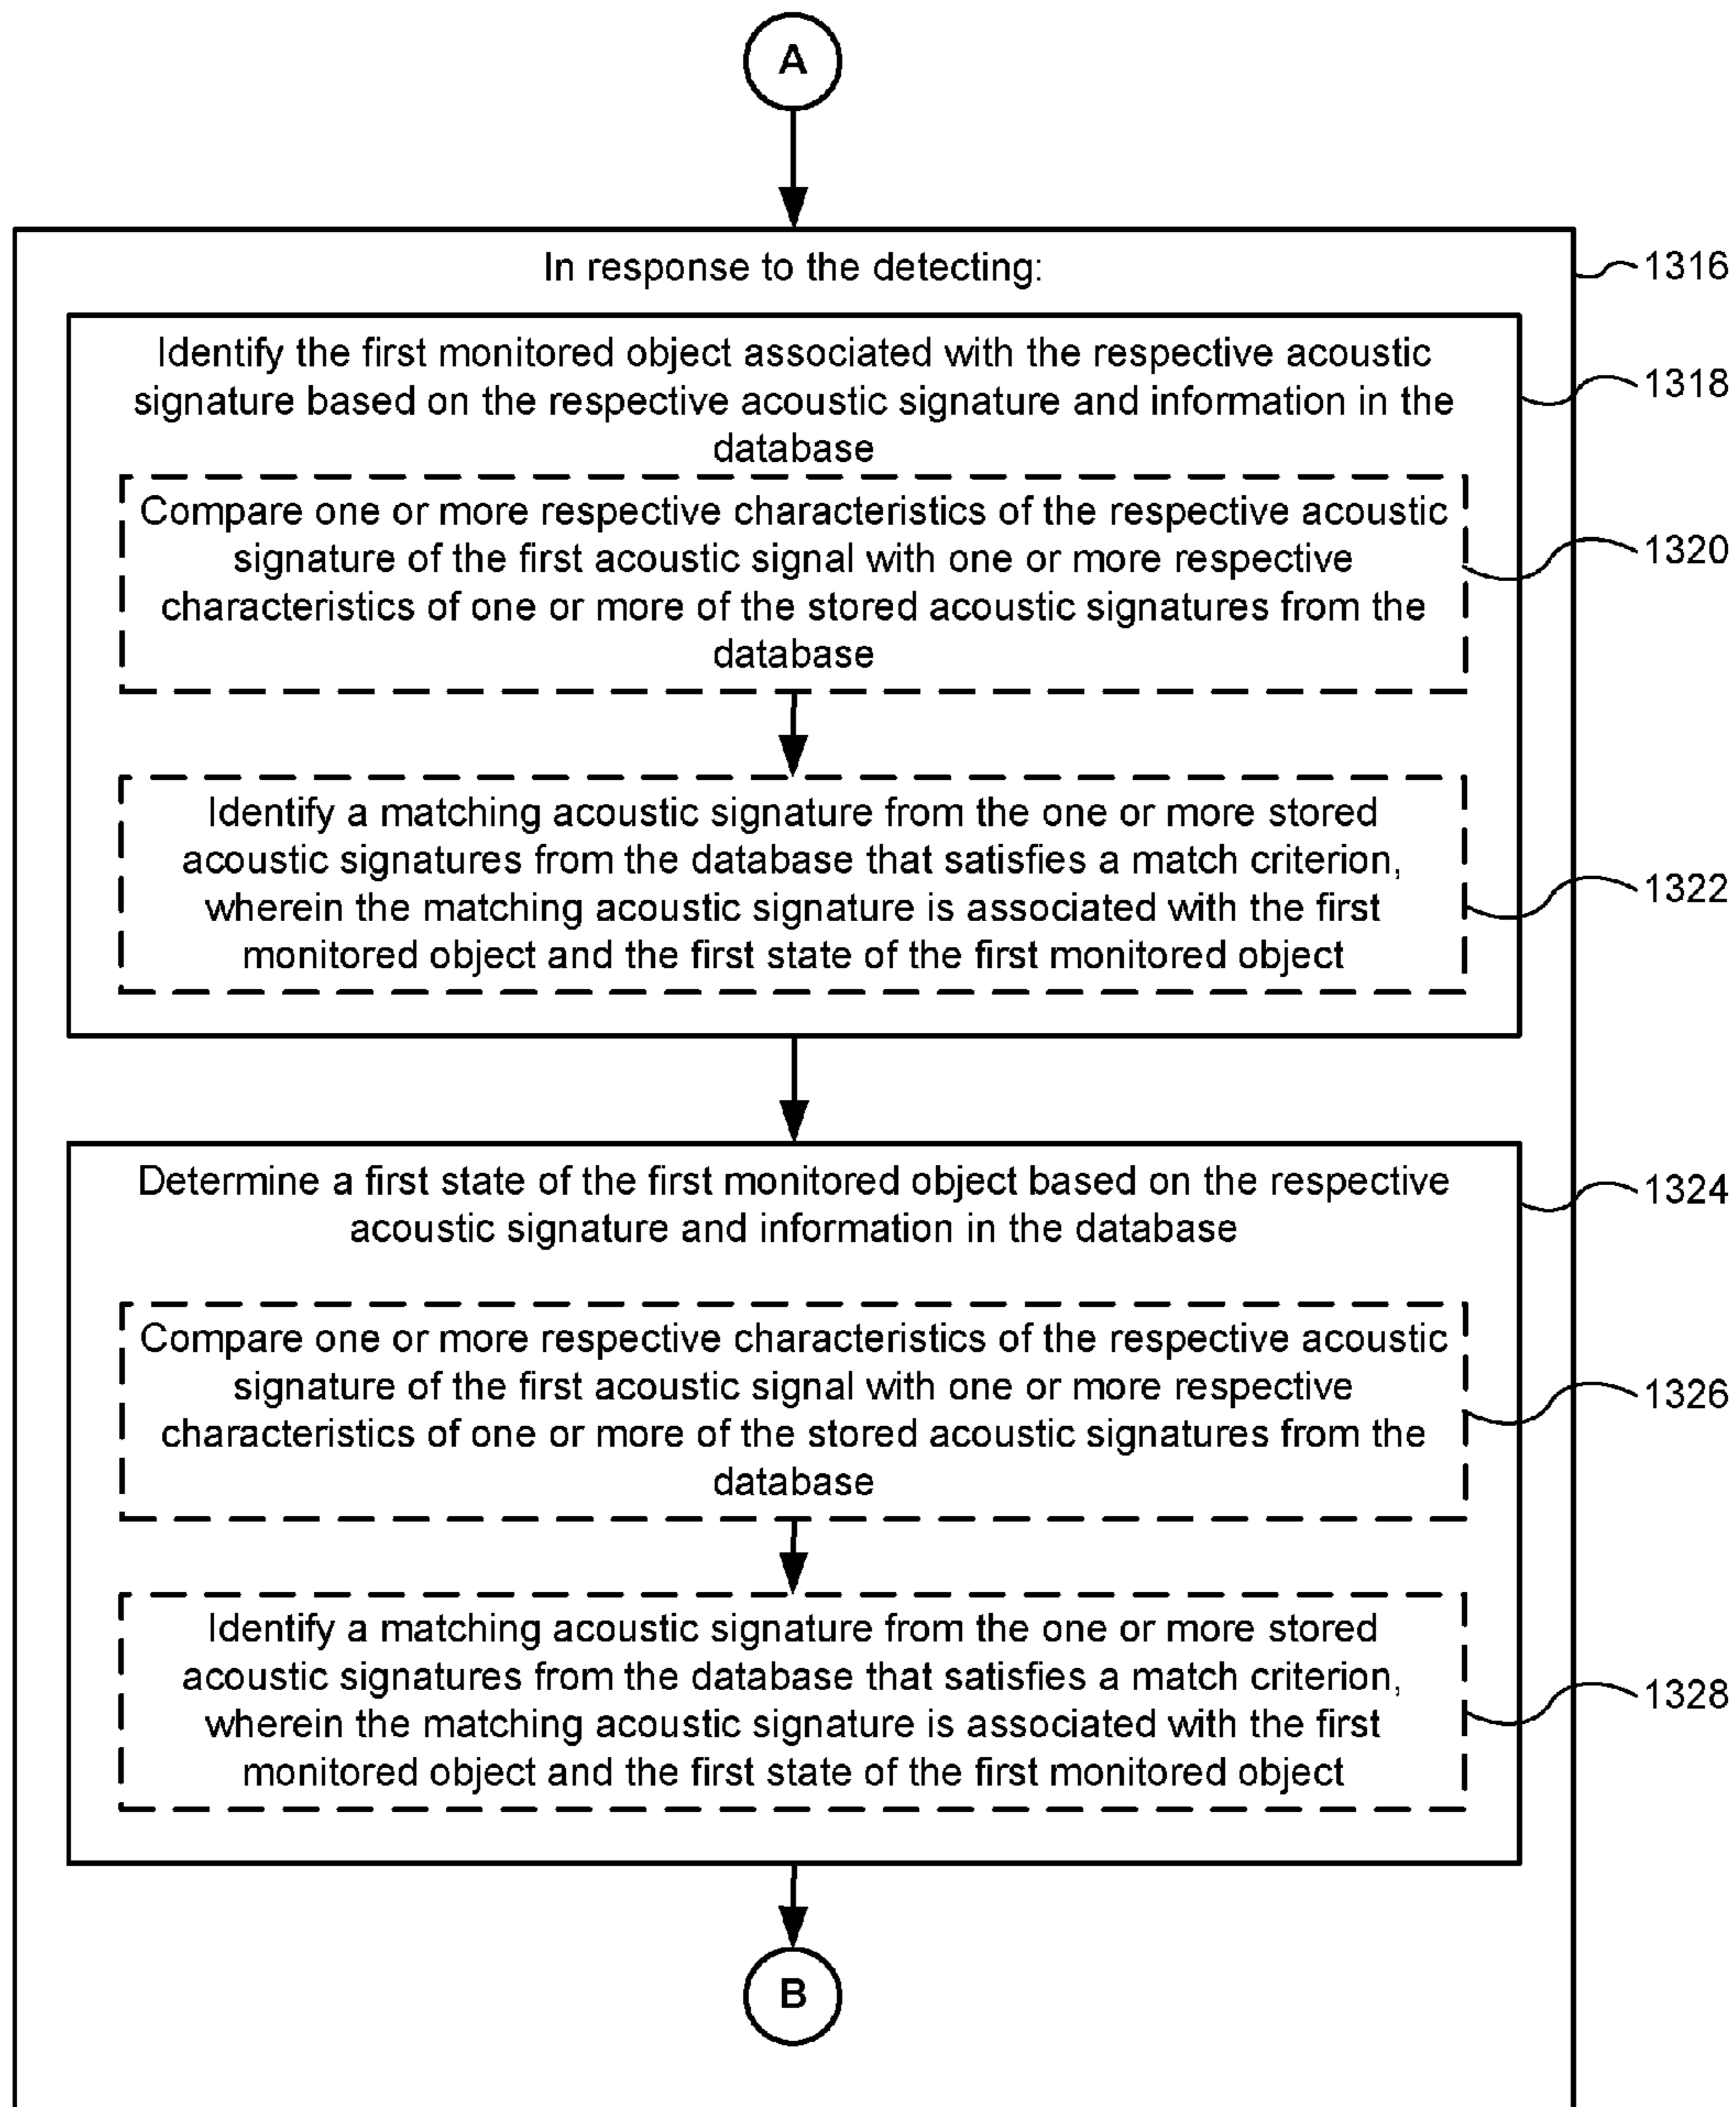 A
In response to the detecting:
1316
Identify the first monitored object associated with the respective acoustic
signature based on the respective acoustic signature and information in the
database
1318
Compare one or more respective characteristics of the respective acoustic
signature of the first acoustic signal with one or more respective
characteristics of one or more of the stored acoustic signatures from the
database
1320
Identify a matching acoustic signature from the one or more stored
acoustic signatures from the database that satisfies a match criterion,
wherein the matching acoustic signature is associated with the first
monitored object and the first state of the first monitored object
1322
Determine a first state of the first monitored object based on the respective
acoustic signature and information in the database
1324
Compare one or more respective characteristics of the respective acoustic
signature of the first acoustic signal with one or more respective
characteristics of one or more of the stored acoustic signatures from the
database
1326
Identify a matching acoustic signature from the one or more stored
acoustic signatures from the database that satisfies a match criterion,
wherein the matching acoustic signature is associated with the first
monitored object and the first state of the first monitored object
1328
B